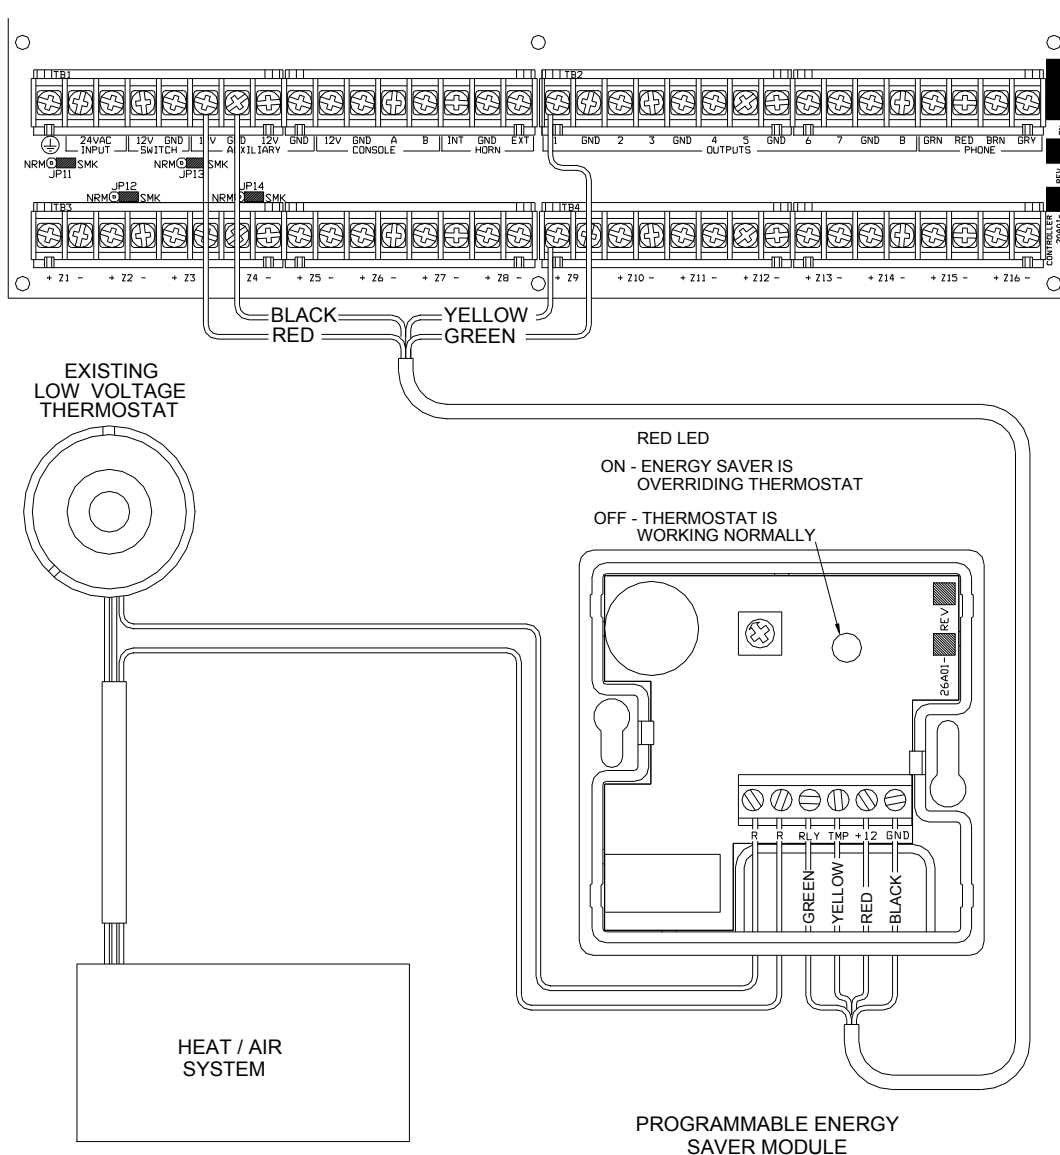 TB1
TB2
24VAC 12V GND 12V GND 12V GND 12V GND A B INT GND EXT 1 GND 2 3 GND 4 5 GND 6 7 GND 8 GRN RED BRN GRY
INPUT SWITCH AUXILIARY CONSOLE HORN OUTPUTS PHONE
NRM SMK NRM SMK
JP11 JP13
JP12 JP14
NRM SMK NRM SMK
REV
CONTROLLER
TB3 TB4
+ Z1 - + Z2 - + Z3 Z4 - + Z5 - + Z6 - + Z7 - + Z8 - + Z9 + Z10 - + Z11 - + Z12 - + Z13 - + Z14 - + Z15 - + Z16 -
BLACK YELLOW
RED GREEN
EXISTING
LOW VOLTAGE
THERMOSTAT
RED LED
ON - ENERGY SAVER IS
OVERRIDING THERMOSTAT
OFF - THERMOSTAT IS
WORKING NORMALLY
26A01- REV
R R RLY TMP +12 GND
GREEN
YELLOW
RED
BLACK
HEAT / AIR
SYSTEM
PROGRAMMABLE ENERGY
SAVER MODULE